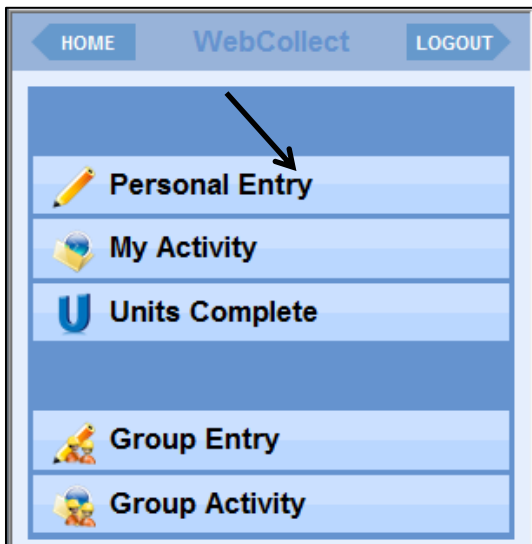 HOME WebCollect LOGOUT
Personal Entry
My Activity
Units Complete
Group Entry
Group Activity